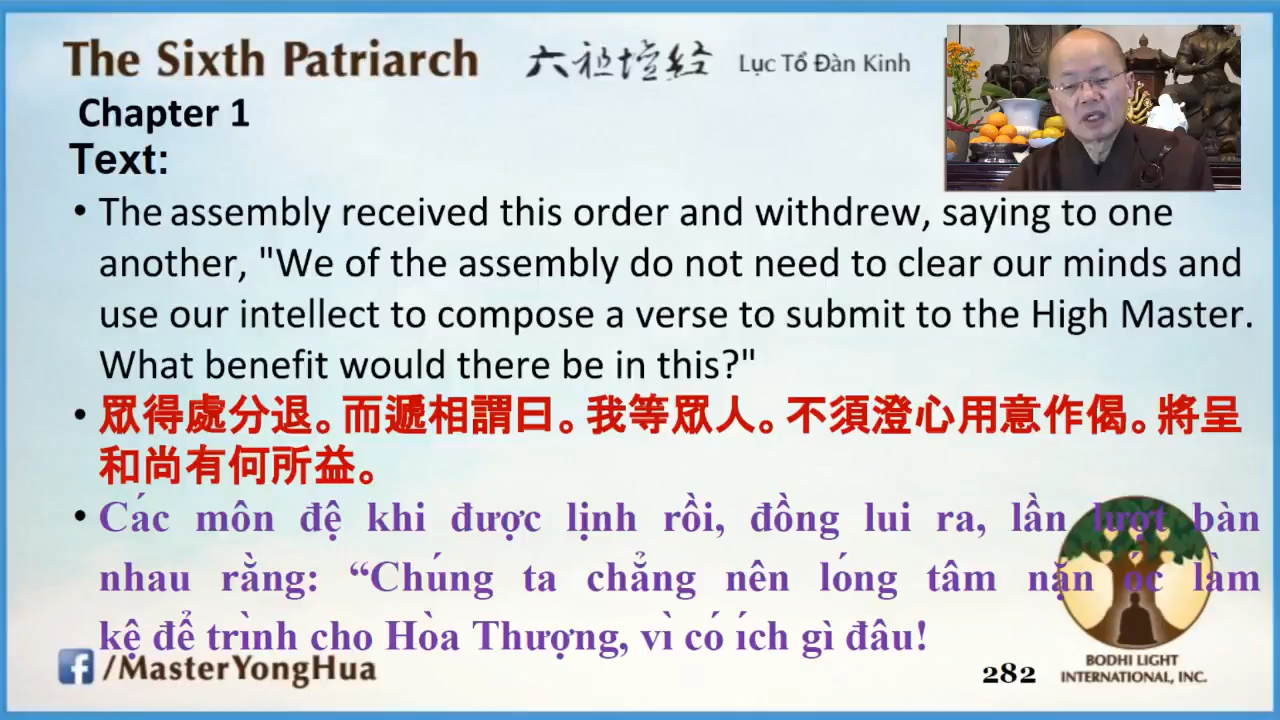 The Sixth Patriarch 六祖壇经 Lục Tổ Đàn Kinh
Chapter 1
Text:
• The assembly received this order and withdrew, saying to one
another, "We of the assembly do not need to clear our minds and
use our intellect to compose a verse to submit to the High Master.
What benefit would there be in this?"
• 眾得處分退。而遞相謂曰。我等眾人。不須澄心用意作偈。將呈
和尚有何所益。
• Các môn đệ khi được lịnh rồi, đồng lui ra, lần lượt bàn
nhau rằng: “Chúng ta chẳng nên lóng tâm nặn óc làm
kệ để trình cho Hòa Thượng, vì có ích gì đâu!
f /MasterYongHua
282
BODHI LIGHT
INTERNATIONAL, INC.